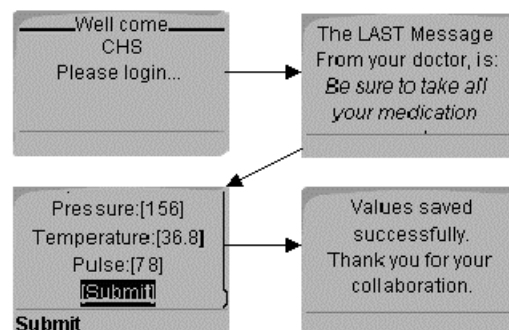 Well come
CHS
Please login...
The LAST Message
From your doctor, is:
Be sure to take all
your medication
Pressure:[156]
Temperature:[36.8]
Pulse:[78]
[Submit]
Submit
Values saved
successfully.
Thank you for your
collaboration.